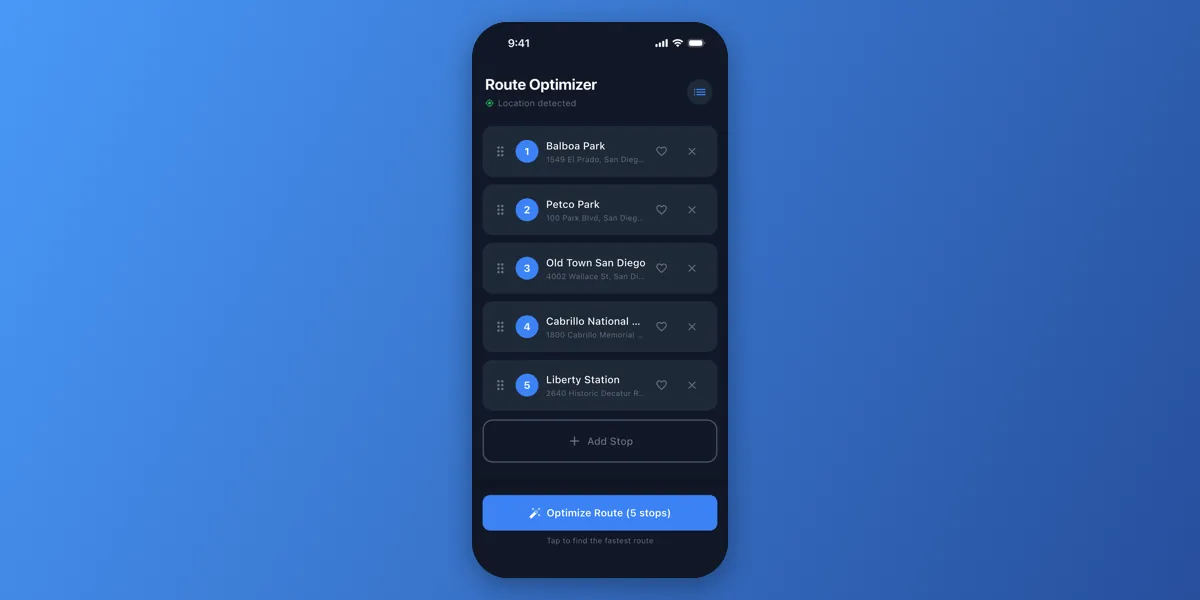 9:41
Route Optimizer
Location detected
1
Balboa Park
1549 El Prado, San Dieg...
2
Petco Park
100 Park Blvd, San Dieg...
3
Old Town San Diego
4002 Wallace St, San Di...
4
Cabrillo National ...
1800 Cabrillo Memorial ...
5
Liberty Station
2640 Historic Decatur R...
Add Stop
Optimize Route (5 stops)
Tap to find the fastest route